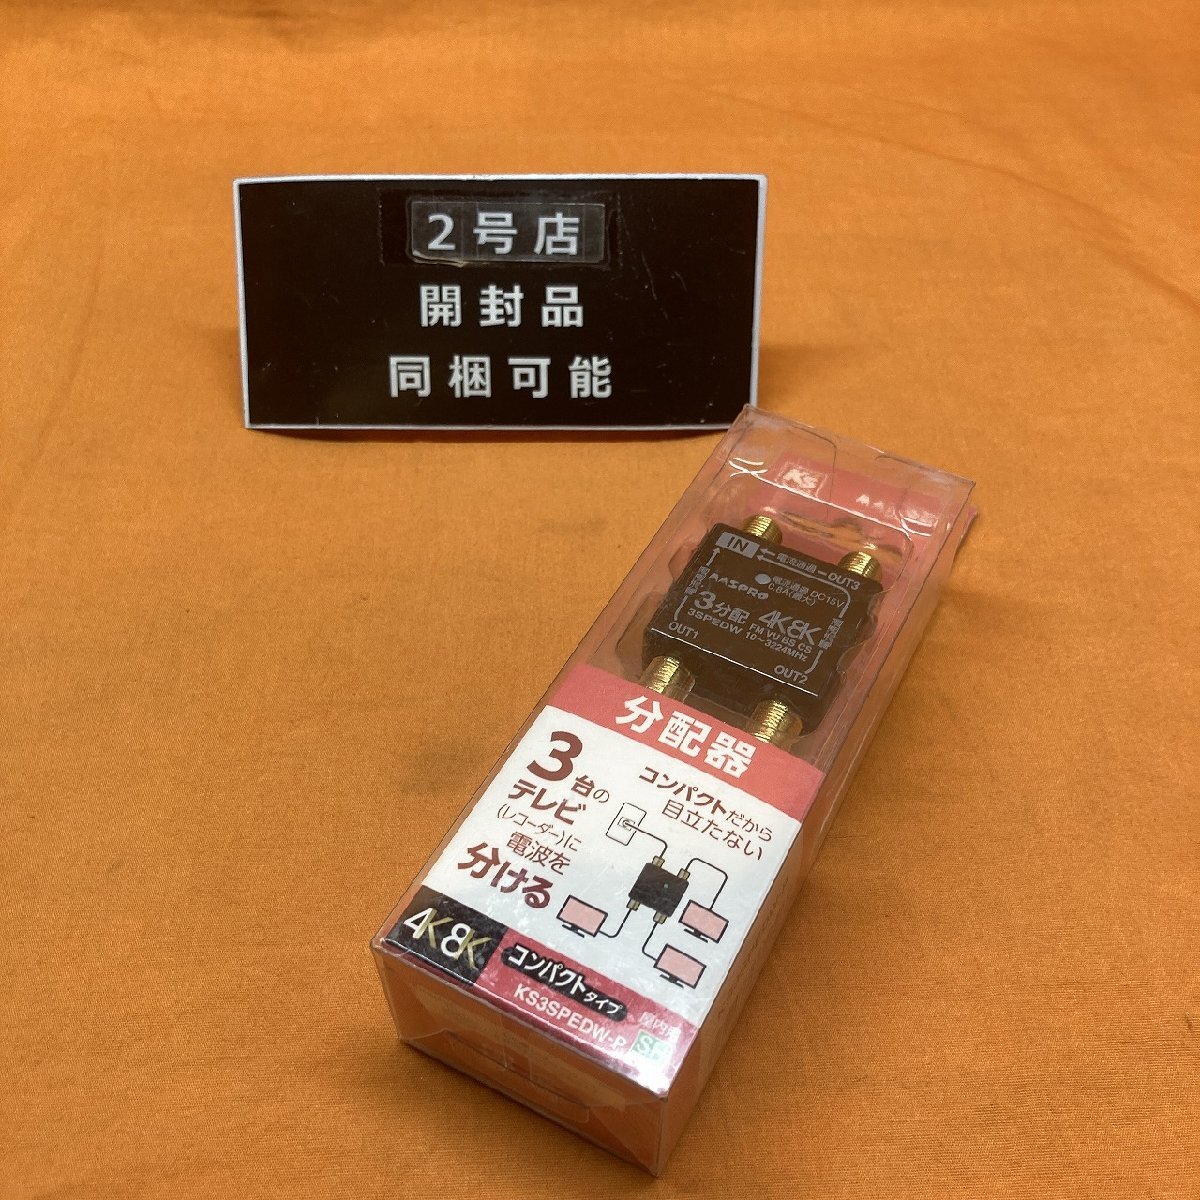 2号店
開封品
同梱可能
KS
IN
電流通過
OUT3
MASPRO
電流通過 DC15V
0.6A(最大)
3分配 4K8K
3SPEDW FM VU BS CS
10~3224MHz
OUT1
OUT2
分配器
3台の
テレビ
(レコーダー)に
電波を
分ける
コンパクトだから
目立たない
4K8K
コンパクトタイプ
KS3SPEDW-P
屋内用